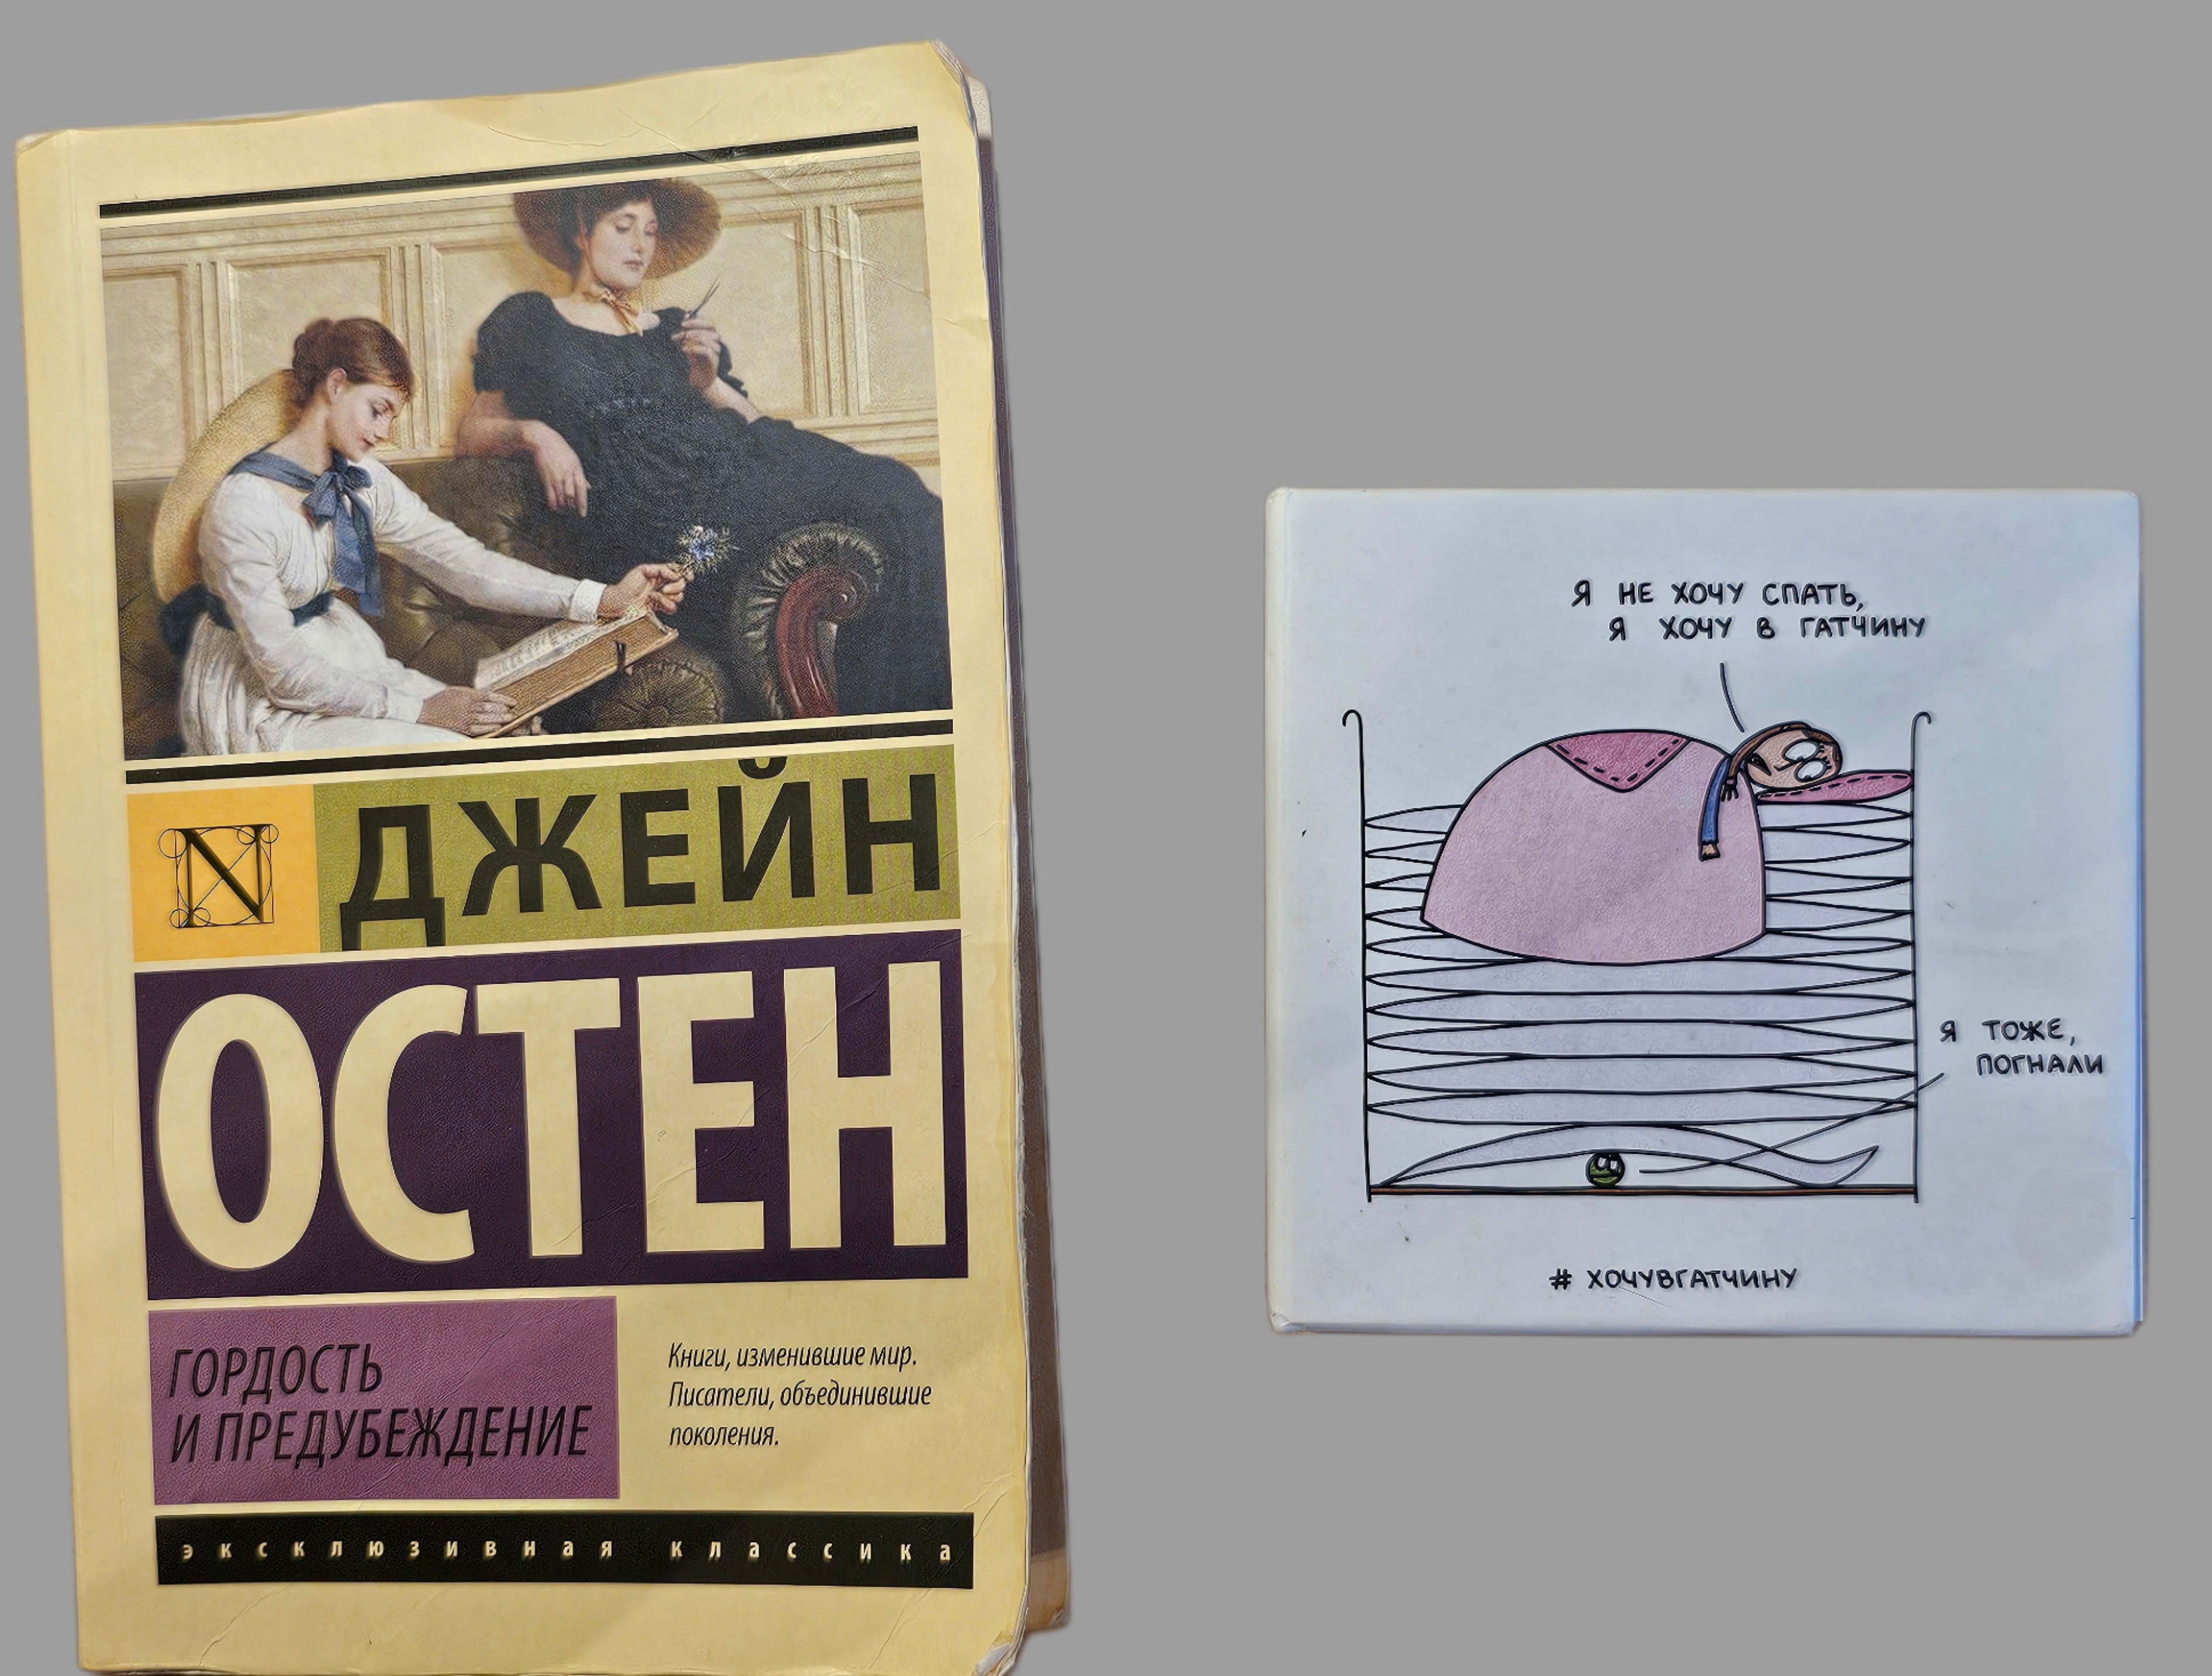 N
ДЖЕЙН
ОСТЕН
ГОРДОСТЬ
И ПРЕДУБЕЖДЕНИЕ
Книги, изменившие мир.
Писатели, объединившие
поколения.
эксклюзивная классика
Я НЕ ХОЧУ СПАТЬ,
Я ХОЧУ В ГАТЧИНУ
Я ТОЖЕ,
ПОГНАЛИ
# ХОЧУВГАТЧИНУ